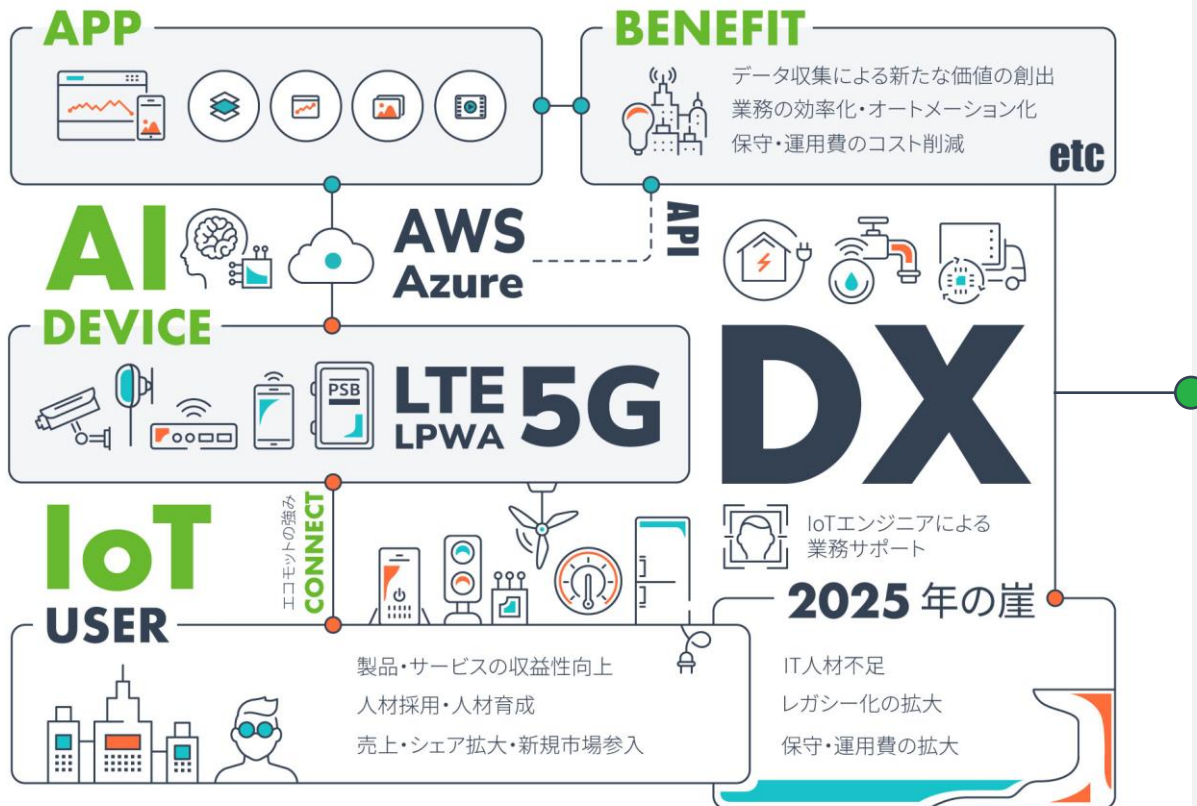 APP
BENEFIT
データ収集による新たな価値の創出
業務の効率化・オートメーション化
保守・運用費のコスト削減
etc
AI
AWS
Azure
API
DEVICE
PSB
LTE
LPWA
5G
DX
IoT
エコモットの強み
CONNECT
IoTエンジニアによる
業務サポート
USER
製品・サービスの収益性向上
人材採用・人材育成
売上・シェア拡大・新規市場参入
2025年の崖
IT人材不足
レガシー化の拡大
保守・運用費の拡大